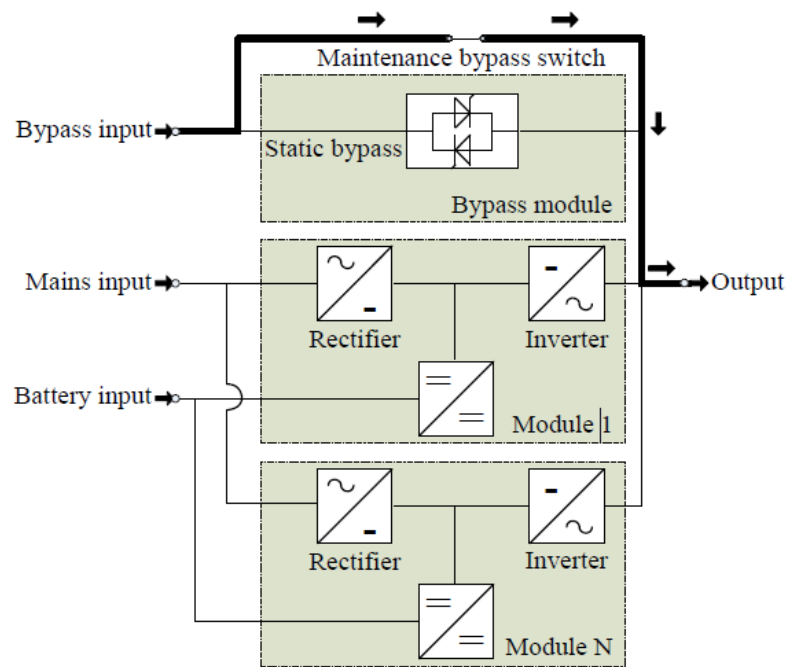 Maintenance bypass switch
Bypass input
Static bypass
Bypass module
Mains input
Output
Rectifier
Inverter
Battery input
Module 1
Rectifier
Inverter
Module N